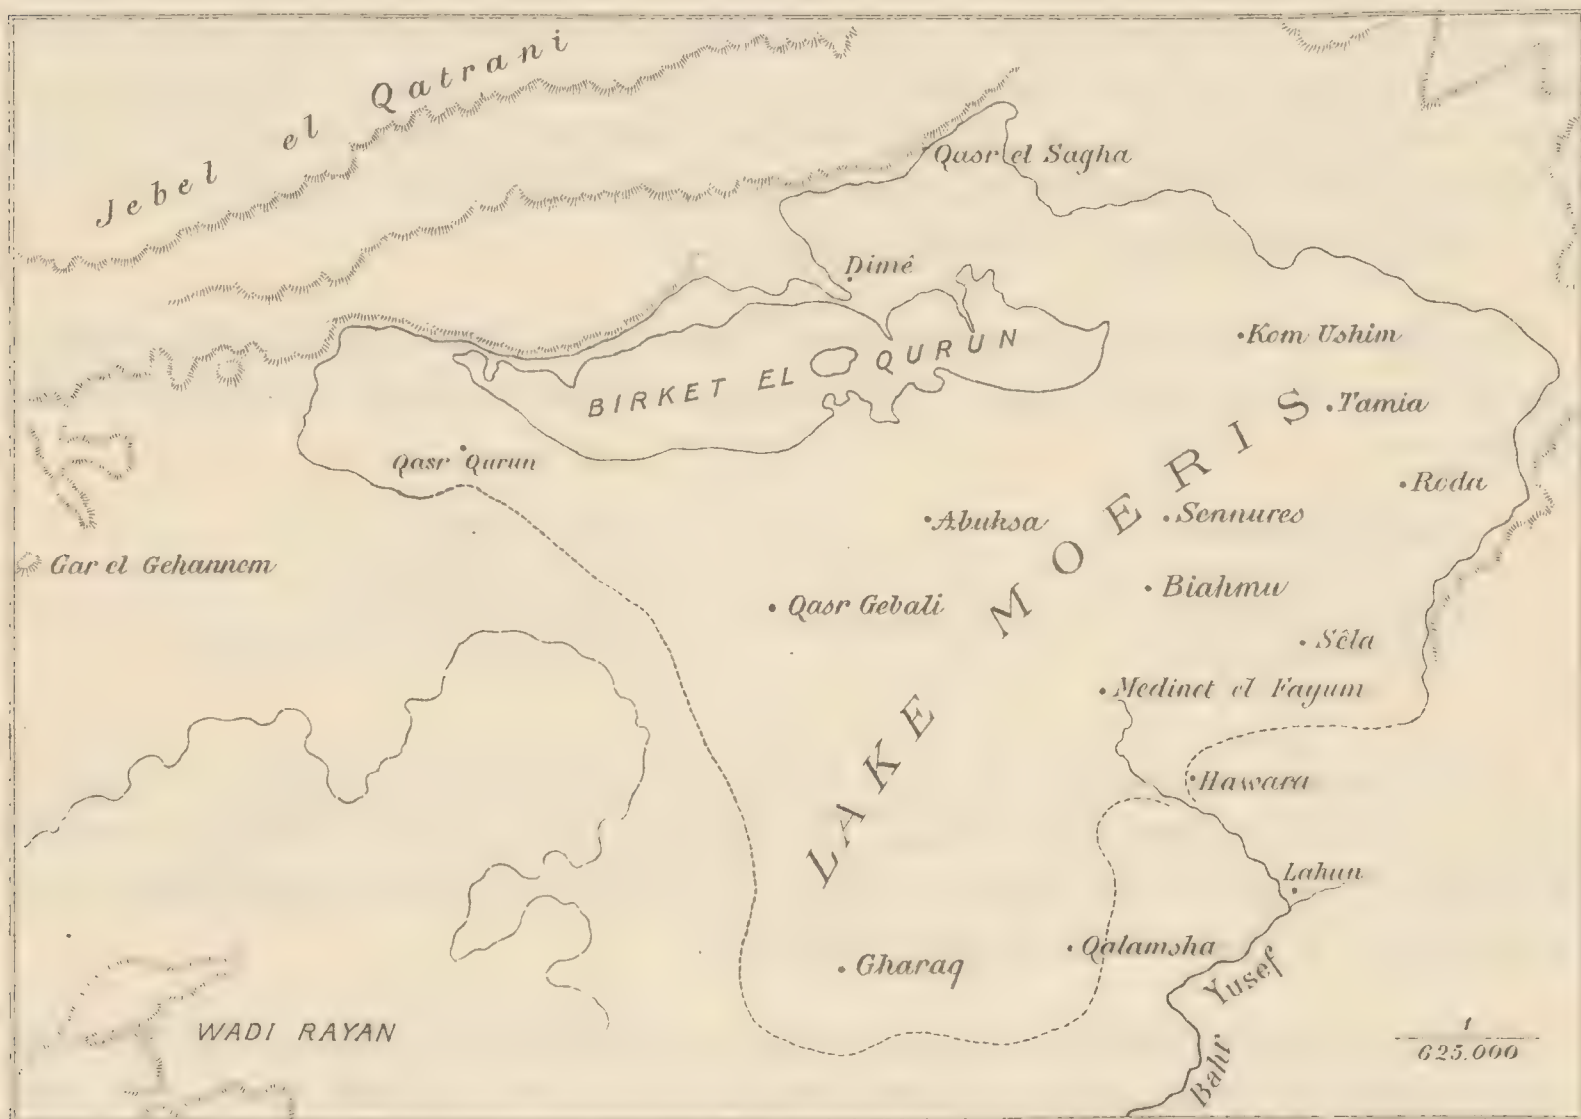 Jebel el Qatrani
Qasr el Sagha
Dimê
Kom Ushim
BIRKET EL QURUN
Tamia
Qasr Qurun
Roda
Abuksa
Sennures
Gar el Gehannem
Biahmu
Qasr Gebali
Sêla
Medinet el Fayum
LAKE MOERIS
Hawara
Lahun
Qalamsha
Gharaq
Bahr Yusef
WADI RAYAN
1
625.000